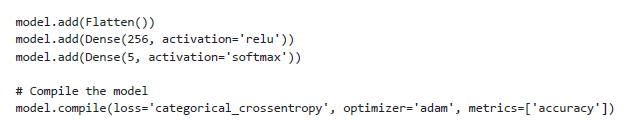 model.add(Flatten())
model.add(Dense(256, activation='relu'))
model.add(Dense(5, activation='softmax'))
# Compile the model
model.compile(loss='categorical_crossentropy', optimizer='adam', metrics=['accuracy'])